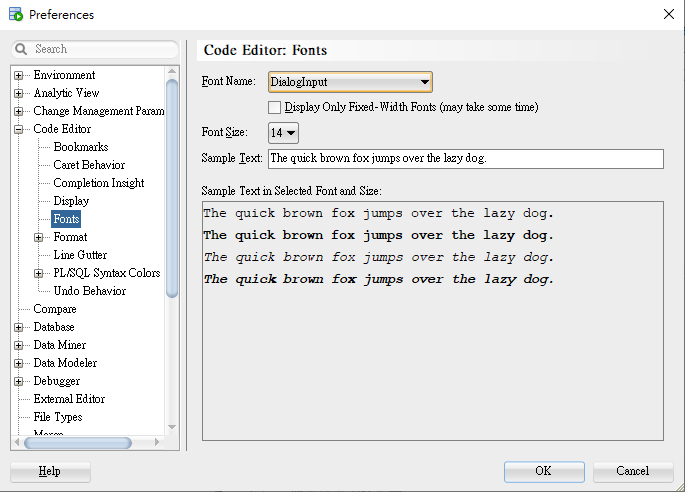 Preferences
Search
Environment
Analytic View
Change Management Param
Code Editor
Bookmarks
Caret Behavior
Completion Insight
Display
Fonts
Format
Line Gutter
PL/SQL Syntax Colors
Undo Behavior
Compare
Database
Data Miner
Data Modeler
Debugger
External Editor
File Types
Merge
Code Editor: Fonts
Font Name: DialogInput
Display Only Fixed-Width Fonts (may take some time)
Font Size: 14
Sample Text: The quick brown fox jumps over the lazy dog.
Sample Text in Selected Font and Size:
The quick brown fox jumps over the lazy dog.
The quick brown fox jumps over the lazy dog.
The quick brown fox jumps over the lazy dog.
The quick brown fox jumps over the lazy dog.
Help
OK
Cancel